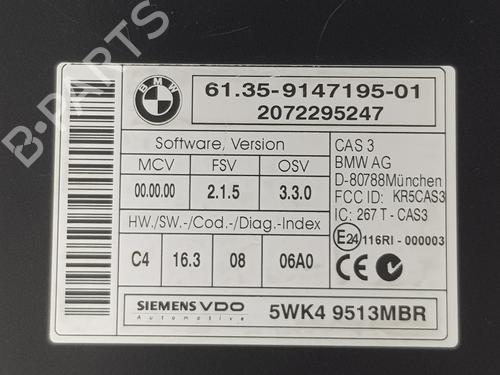 BMW
61.35-9147195-01
2072295247
Software, Version
MCV FSV OSV
00.00.00 2.1.5 3.3.0
HW./SW.-/Cod.-/Diag.-Index
C4 16.3 08 06A0
CAS 3
BMW AG
D-80788München
FCC ID: KR5CAS3
IC: 267 T - CAS3
E24 116RI - 000003
CE
SIEMENS VDO
Automotive
5WK4 9513MBR
B-PARTS